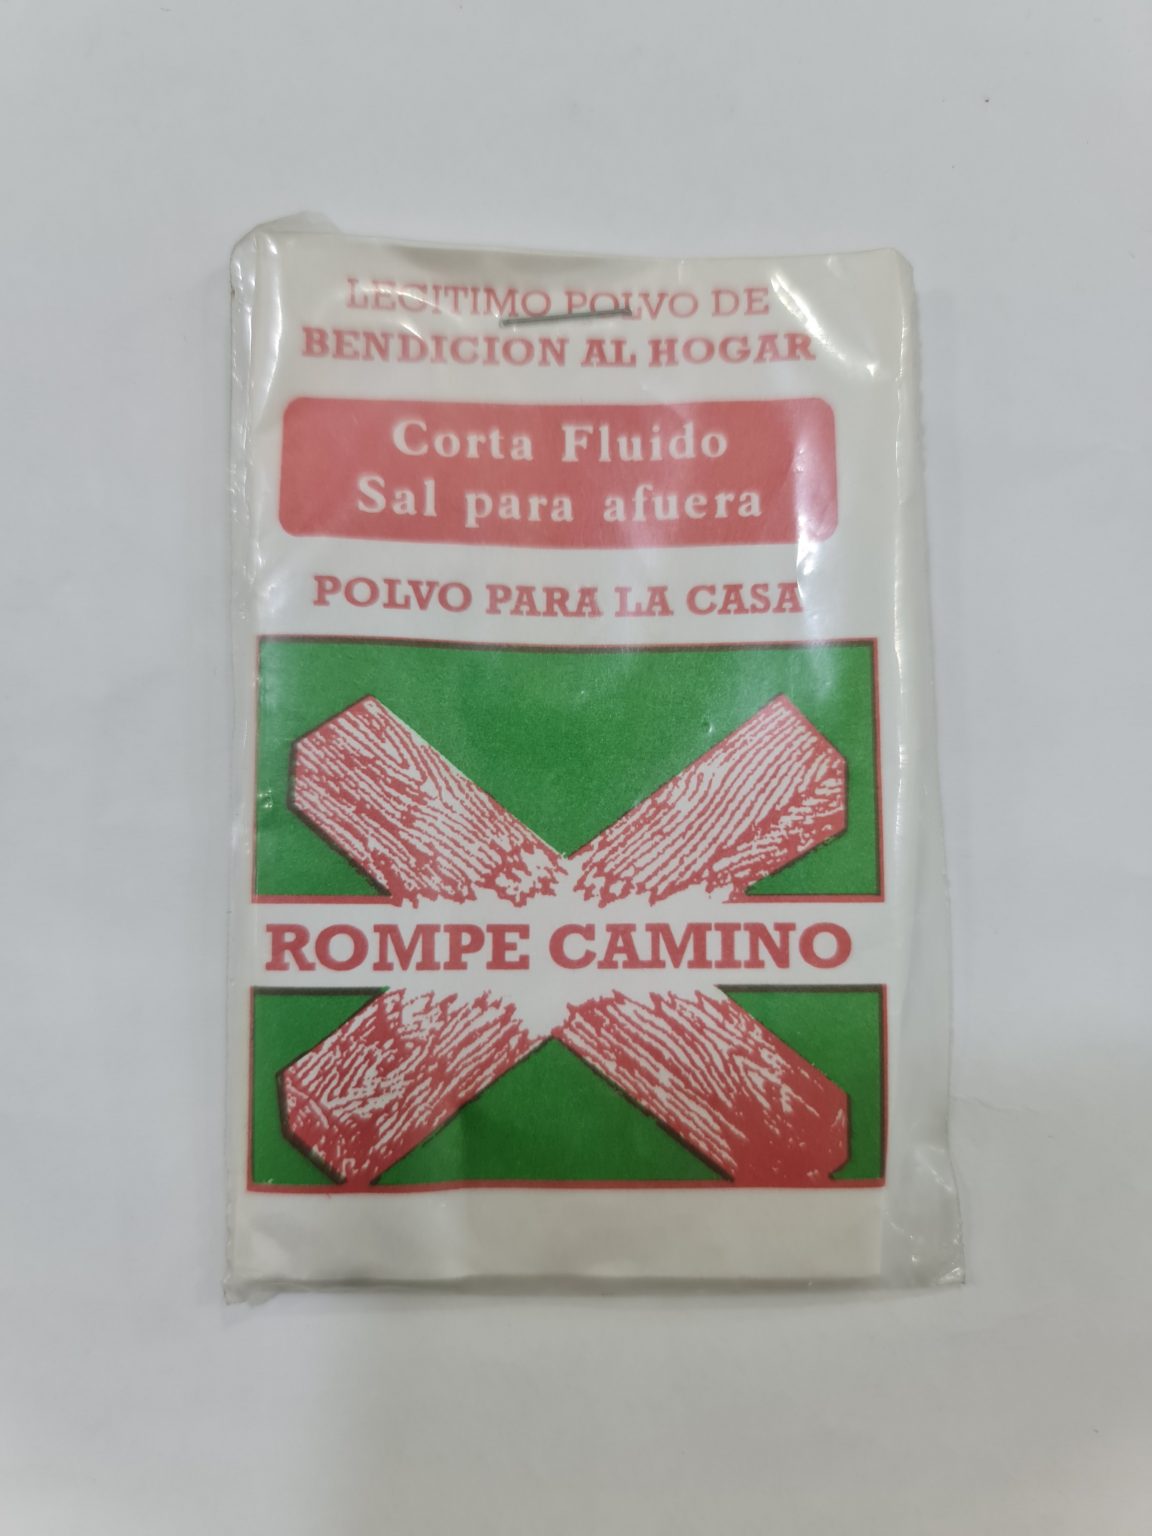 LEGITIMO POLVO DE
BENDICION AL HOGAR
Corta Fluido
Sal para afuera
POLVO PARA LA CASA
ROMPE CAMINO